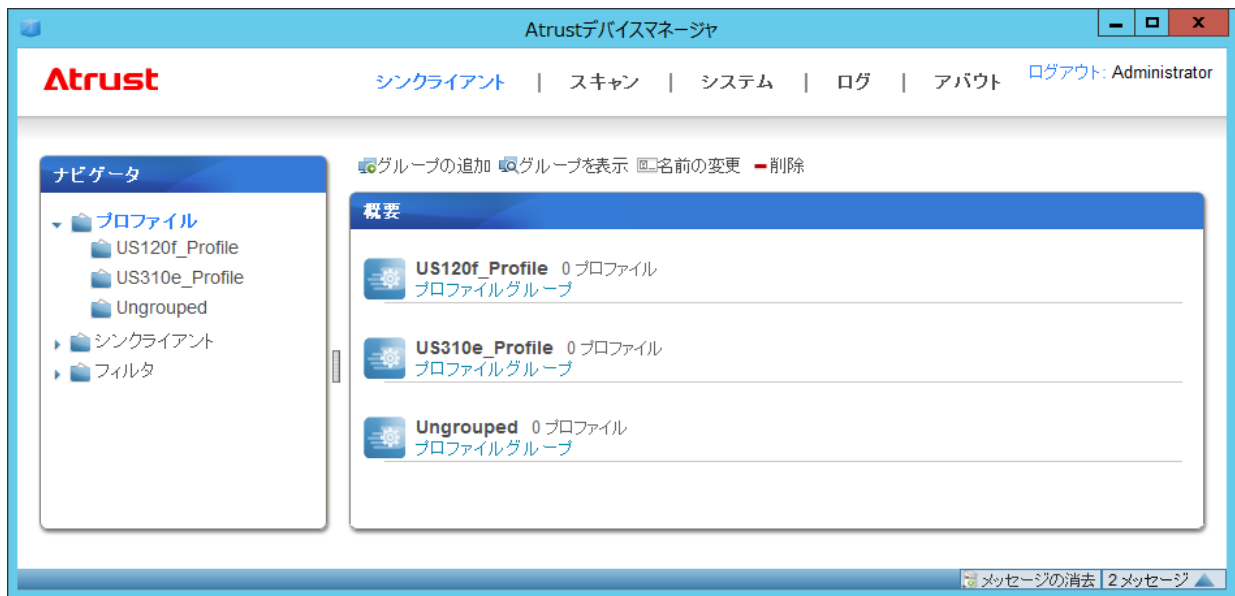 Atrustデバイスマネージャ
Atrust
シンクライアント | スキャン | システム | ログ | アバウト
ログアウト: Administrator
ナビゲータ
プロファイル
US120f_Profile
US310e_Profile
Ungrouped
シンクライアント
フィルタ
グループの追加 グループを表示 名前の変更 削除
概要
US120f_Profile 0 プロファイル
プロファイルグループ
US310e_Profile 0 プロファイル
プロファイルグループ
Ungrouped 0 プロファイル
プロファイルグループ
メッセージの消去 2 メッセージ